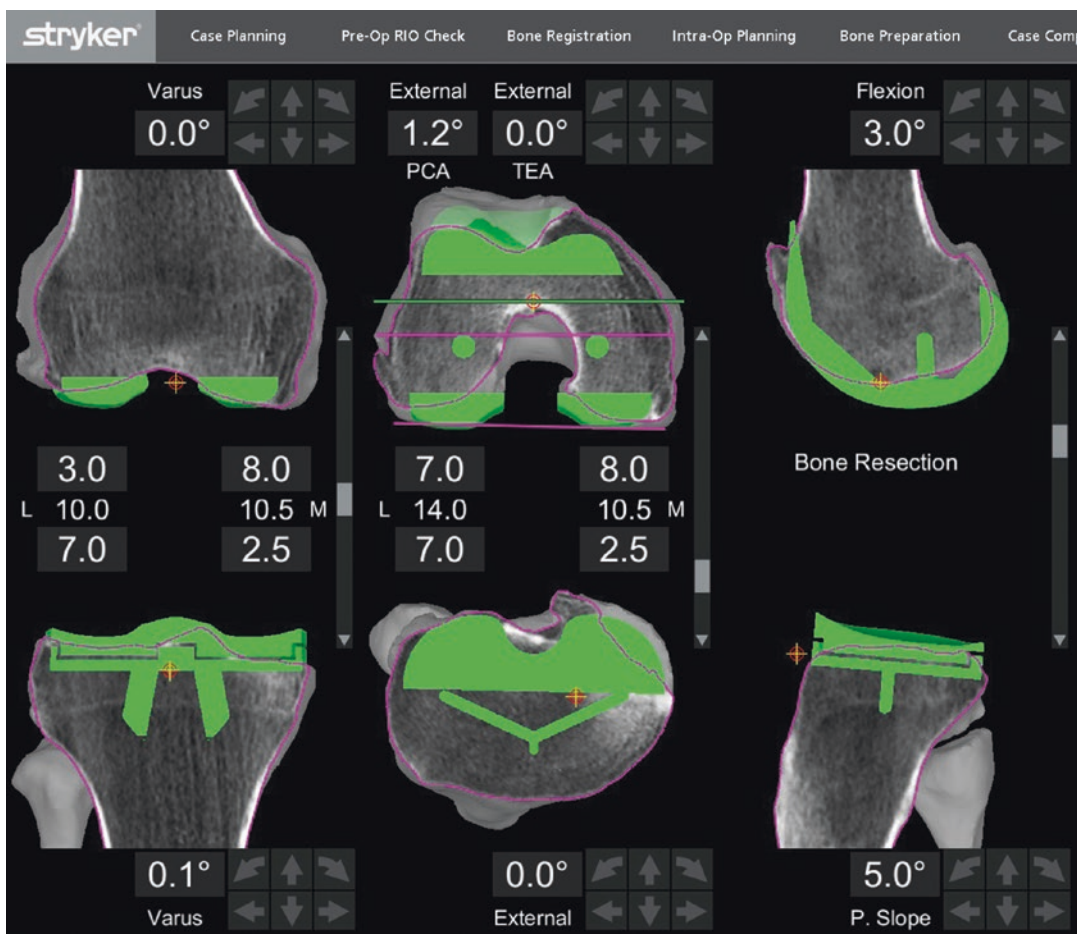 stryker®
Case Planning
Pre-Op RIO Check
Bone Registration
Intra-Op Planning
Bone Preparation
Case Comp
Varus
0.0°
External External
1.2° 0.0°
PCA TEA
Flexion
3.0°
3.0 8.0
L 10.0 10.5 M
7.0 2.5
7.0 8.0
L 14.0 10.5 M
7.0 2.5
Bone Resection
0.1°
Varus
0.0°
External
5.0°
P. Slope